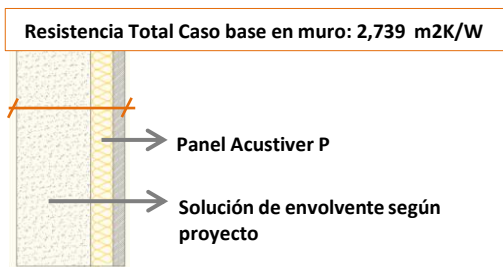 Resistencia Total Caso base en muro: 2,739 m2K/W
Panel Acustiver P
Solución de envolvente según
proyecto